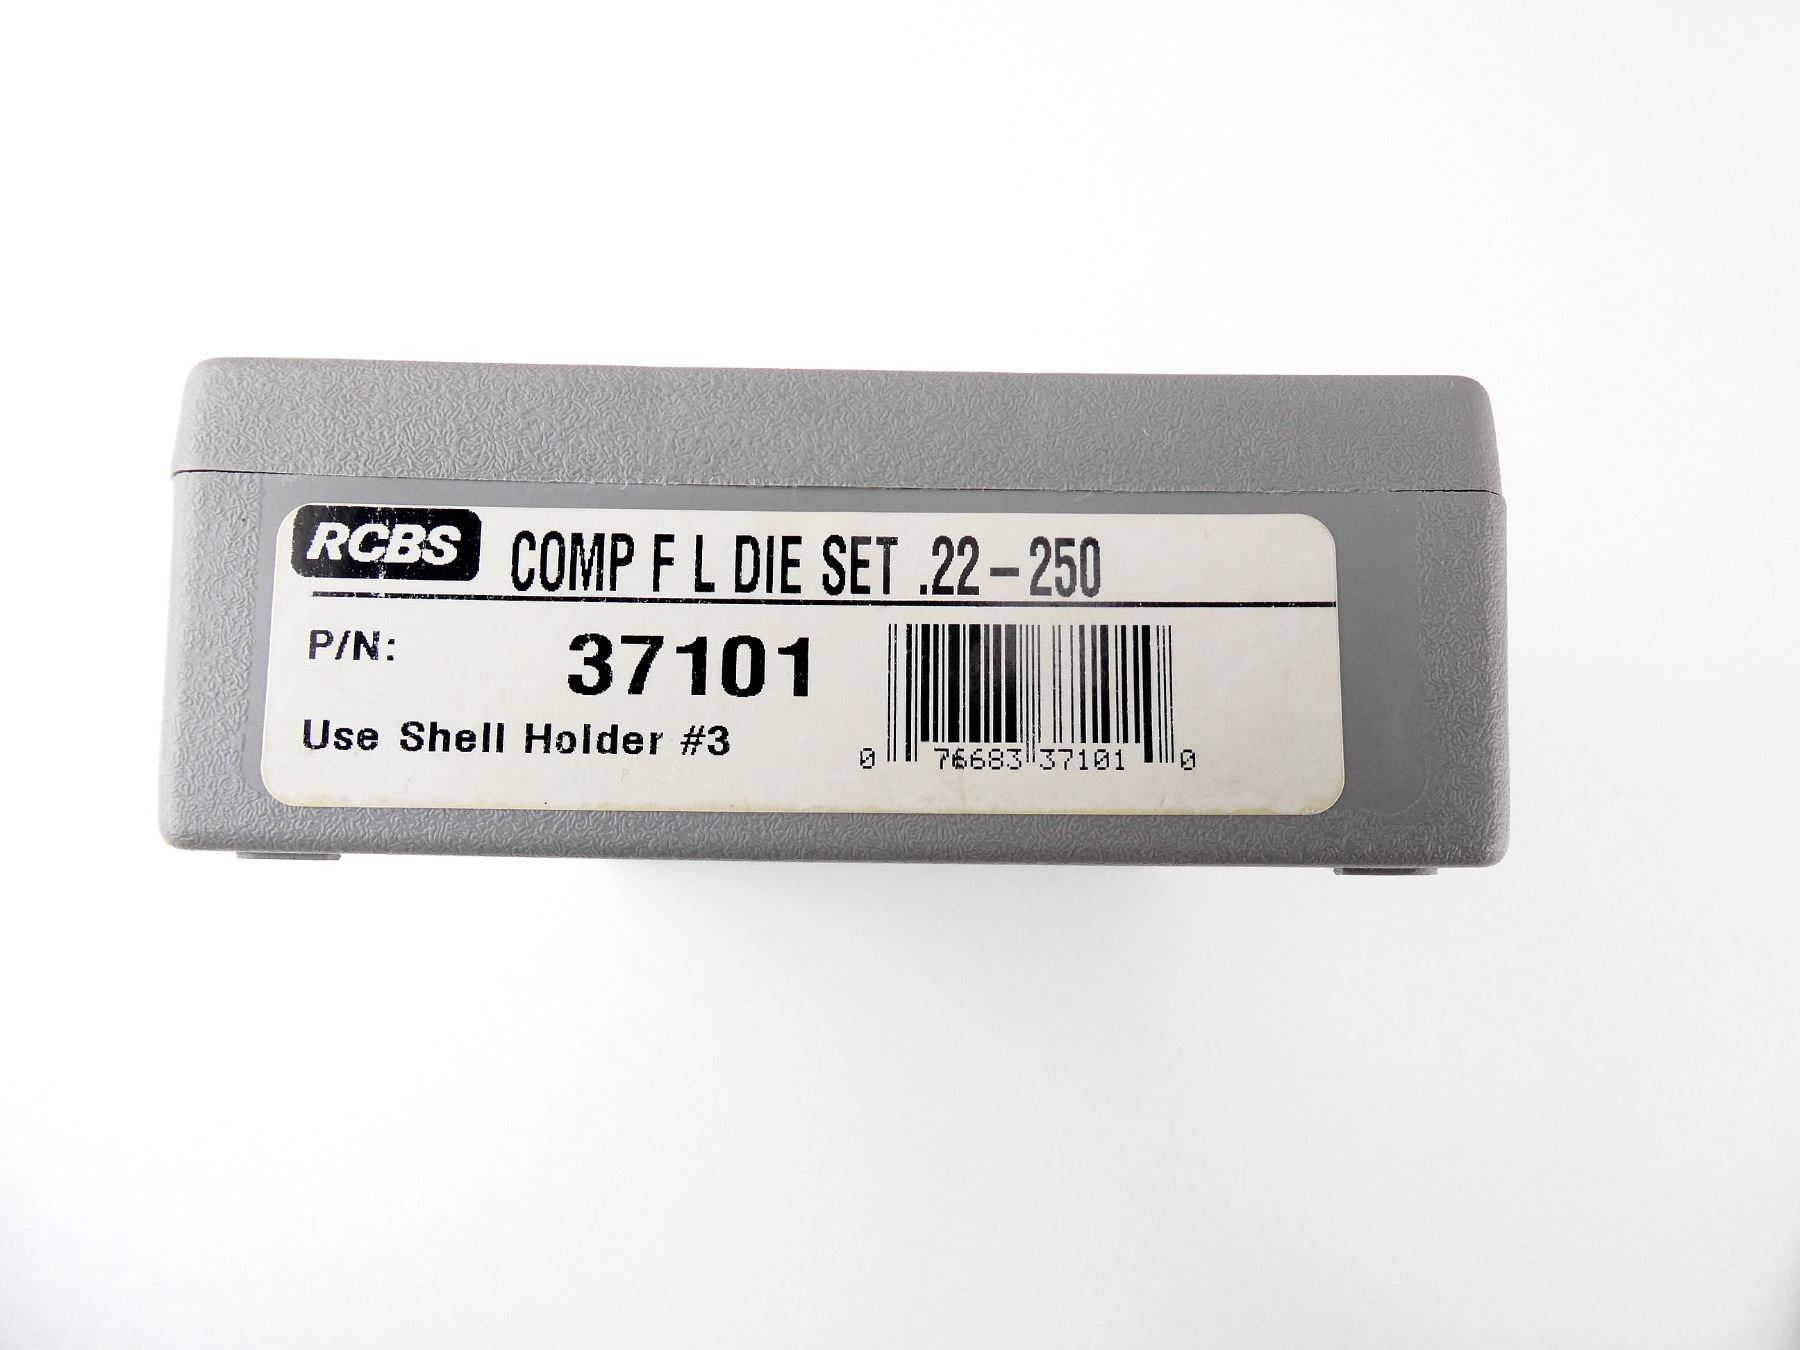 RCBS COMP F L DIE SET .22-250
P/N: 37101
Use Shell Holder #3
0 76683 37101 0